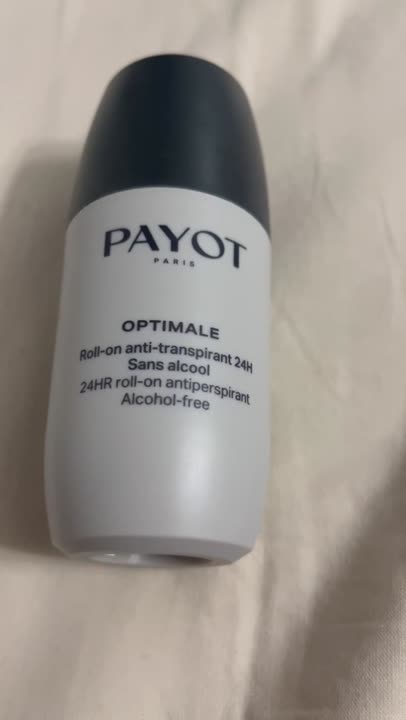 PAYOT
PARIS
OPTIMALE
Roll-on anti-transpirant 24H
Sans alcool
24HR roll-on antiperspirant
Alcohol-free